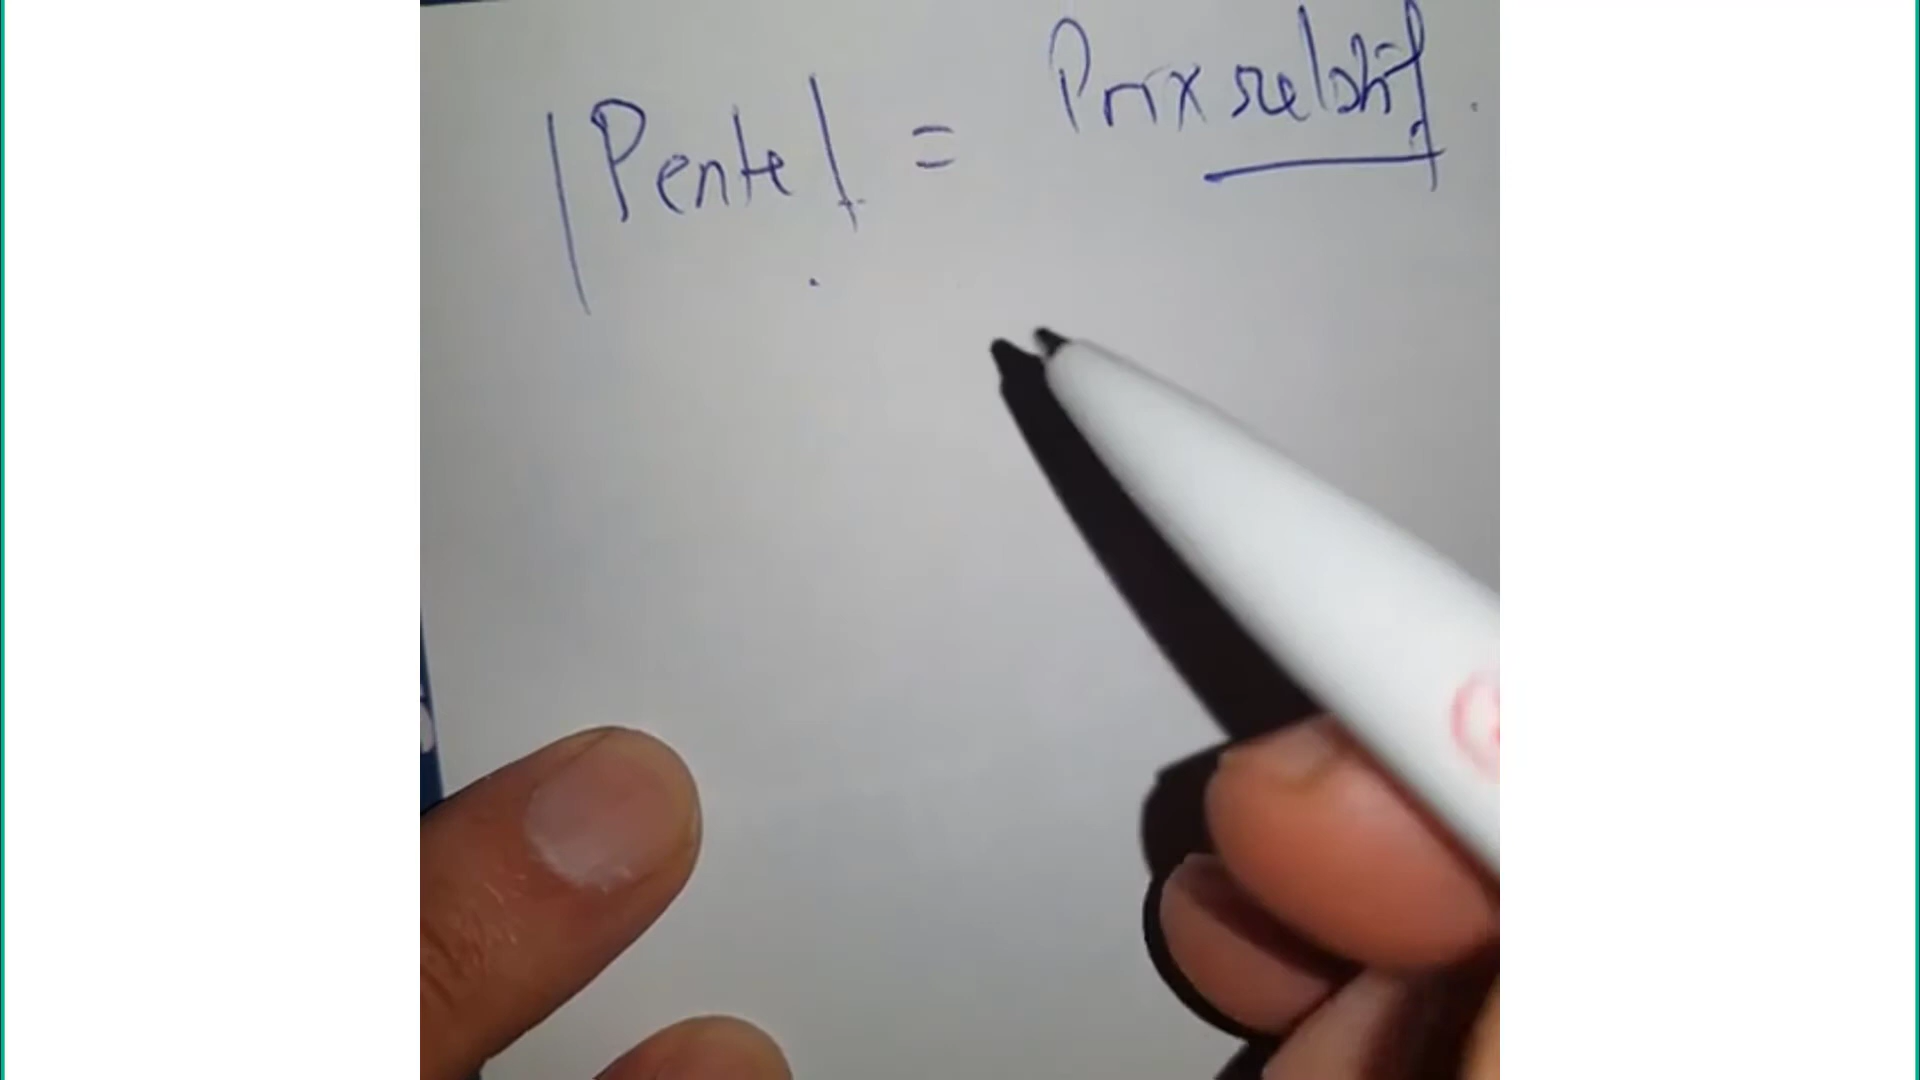 |Pente| = Prix relatif